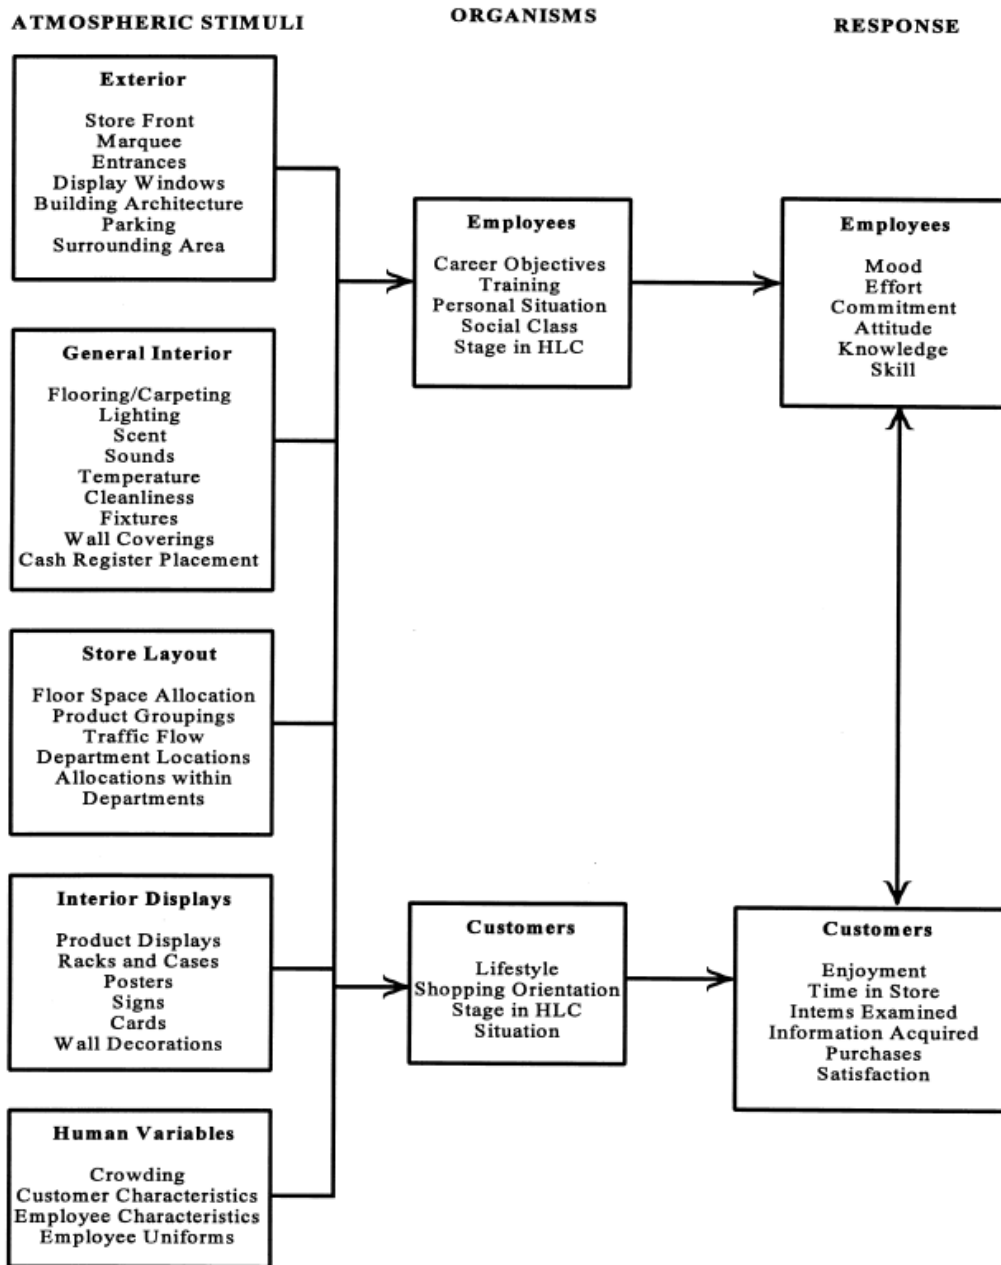 ATMOSPHERIC STIMULI
ORGANISMS
RESPONSE
Exterior
Store Front
Marquee
Entrances
Display Windows
Building Architecture
Parking
Surrounding Area
General Interior
Flooring/Carpeting
Lighting
Scent
Sounds
Temperature
Cleanliness
Fixtures
Wall Coverings
Cash Register Placement
Store Layout
Floor Space Allocation
Product Groupings
Traffic Flow
Department Locations
Allocations within
Departments
Interior Displays
Product Displays
Racks and Cases
Posters
Signs
Cards
Wall Decorations
Human Variables
Crowding
Customer Characteristics
Employee Characteristics
Employee Uniforms
Employees
Career Objectives
Training
Personal Situation
Social Class
Stage in HLC
Customers
Lifestyle
Shopping Orientation
Stage in HLC
Situation
Employees
Mood
Effort
Commitment
Attitude
Knowledge
Skill
Customers
Enjoyment
Time in Store
Intems Examined
Information Acquired
Purchases
Satisfaction